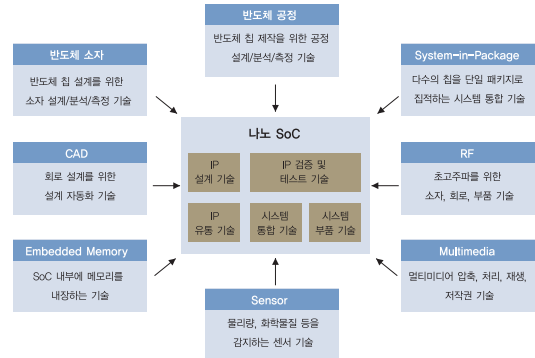 반도체 공정
반도체 칩 제작을 위한 공정
설계/분석/측정 기술
반도체 소자
반도체 칩 설계를 위한
소자 설계/분석/측정 기술
System-in-Package
다수의 칩을 단일 패키지로
집적하는 시스템 통합 기술
나노 SoC
IP
설계 기술
IP 검증 및
테스트 기술
IP
유통 기술
시스템
통합 기술
시스템
부품 기술
CAD
회로 설계를 위한
설계 자동화 기술
RF
초고주파를 위한
소자, 회로, 부품 기술
Embedded Memory
SoC 내부에 메모리를
내장하는 기술
Multimedia
멀티미디어 압축, 처리, 재생,
저작권 기술
Sensor
물리량, 화학물질 등을
감지하는 센서 기술